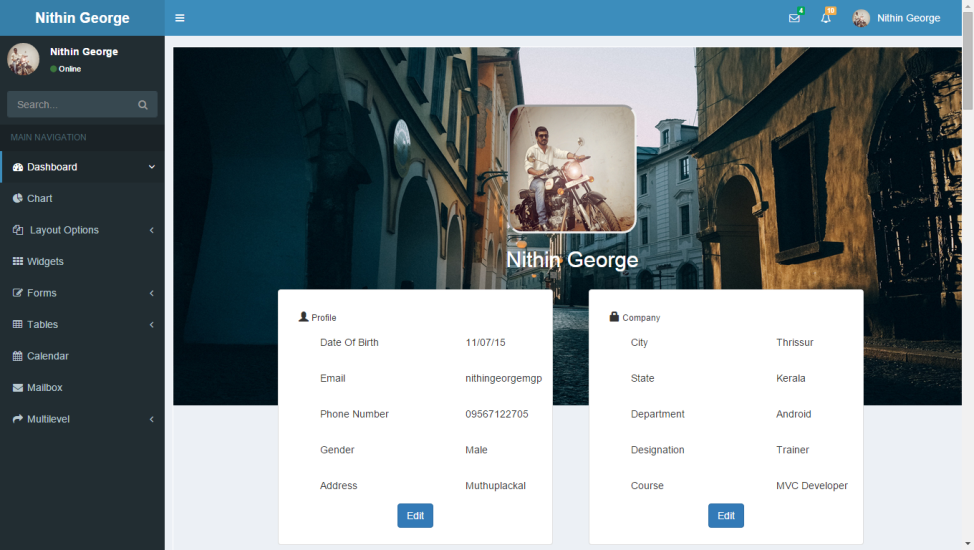 Nithin George
4
10
Nithin George
Nithin George
Online
Search...
MAIN NAVIGATION
Dashboard
Chart
Layout Options
Widgets
Forms
Tables
Calendar
Mailbox
Multilevel
Nithin George
Profile
Date Of Birth 11/07/15
Email nithingeorgemgp
Phone Number 09567122705
Gender Male
Address Muthuplackal
Edit
Company
City Thrissur
State Kerala
Department Android
Designation Trainer
Course MVC Developer
Edit